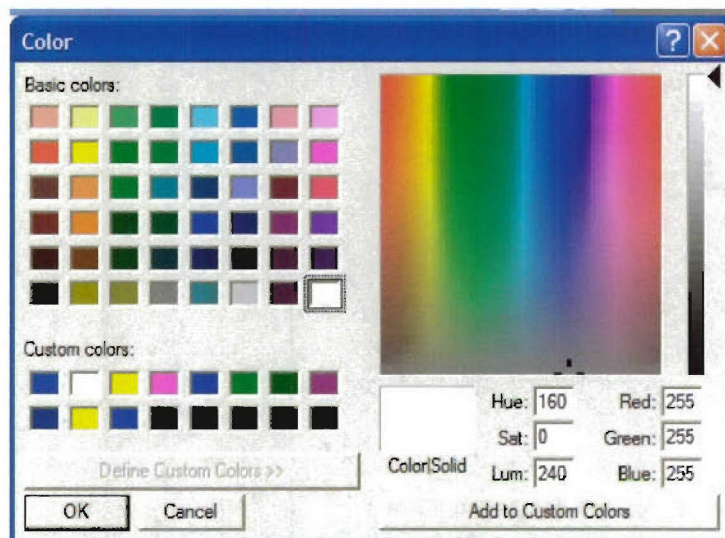 Color
Basic colors:
Custom colors:
Define Custom Colors >>
OK
Cancel
Color|Solid
Hue: 160
Sat: 0
Lum: 240
Red: 255
Green: 255
Blue: 255
Add to Custom Colors